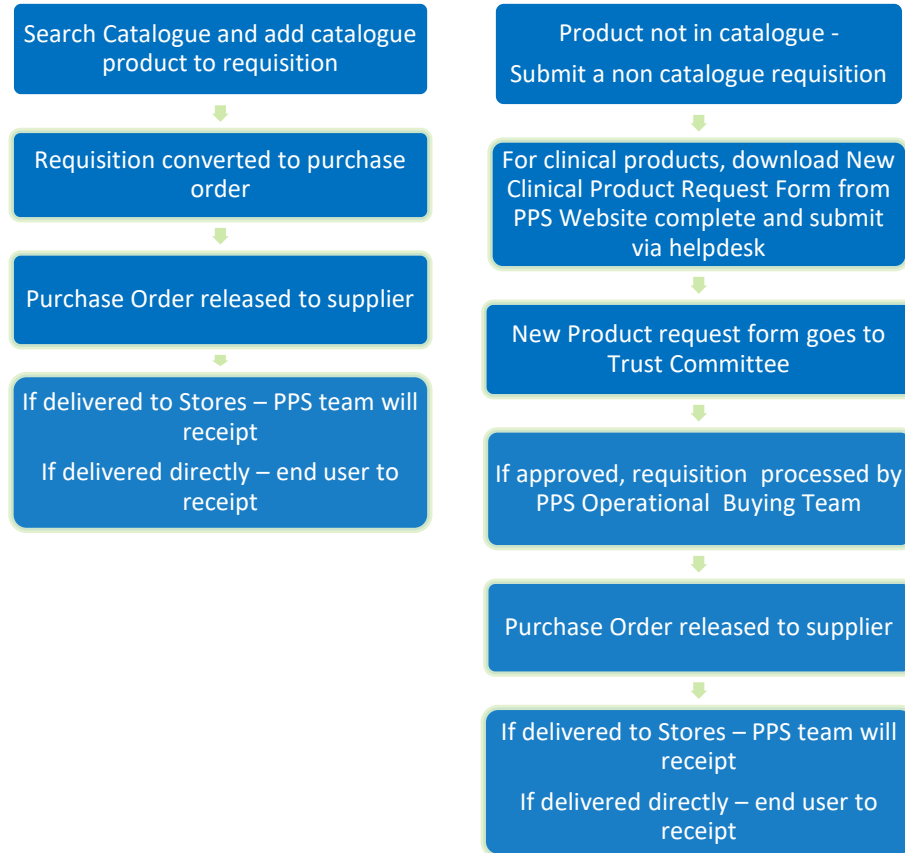 Search Catalogue and add catalogue
product to requisition
Requisition converted to purchase
order
Purchase Order released to supplier
If delivered to Stores – PPS team will
receipt
If delivered directly – end user to
receipt
Product not in catalogue -
Submit a non catalogue requisition
For clinical products, download New
Clinical Product Request Form from
PPS Website complete and submit
via helpdesk
New Product request form goes to
Trust Committee
If approved, requisition processed by
PPS Operational Buying Team
Purchase Order released to supplier
If delivered to Stores – PPS team will
receipt
If delivered directly – end user to
receipt